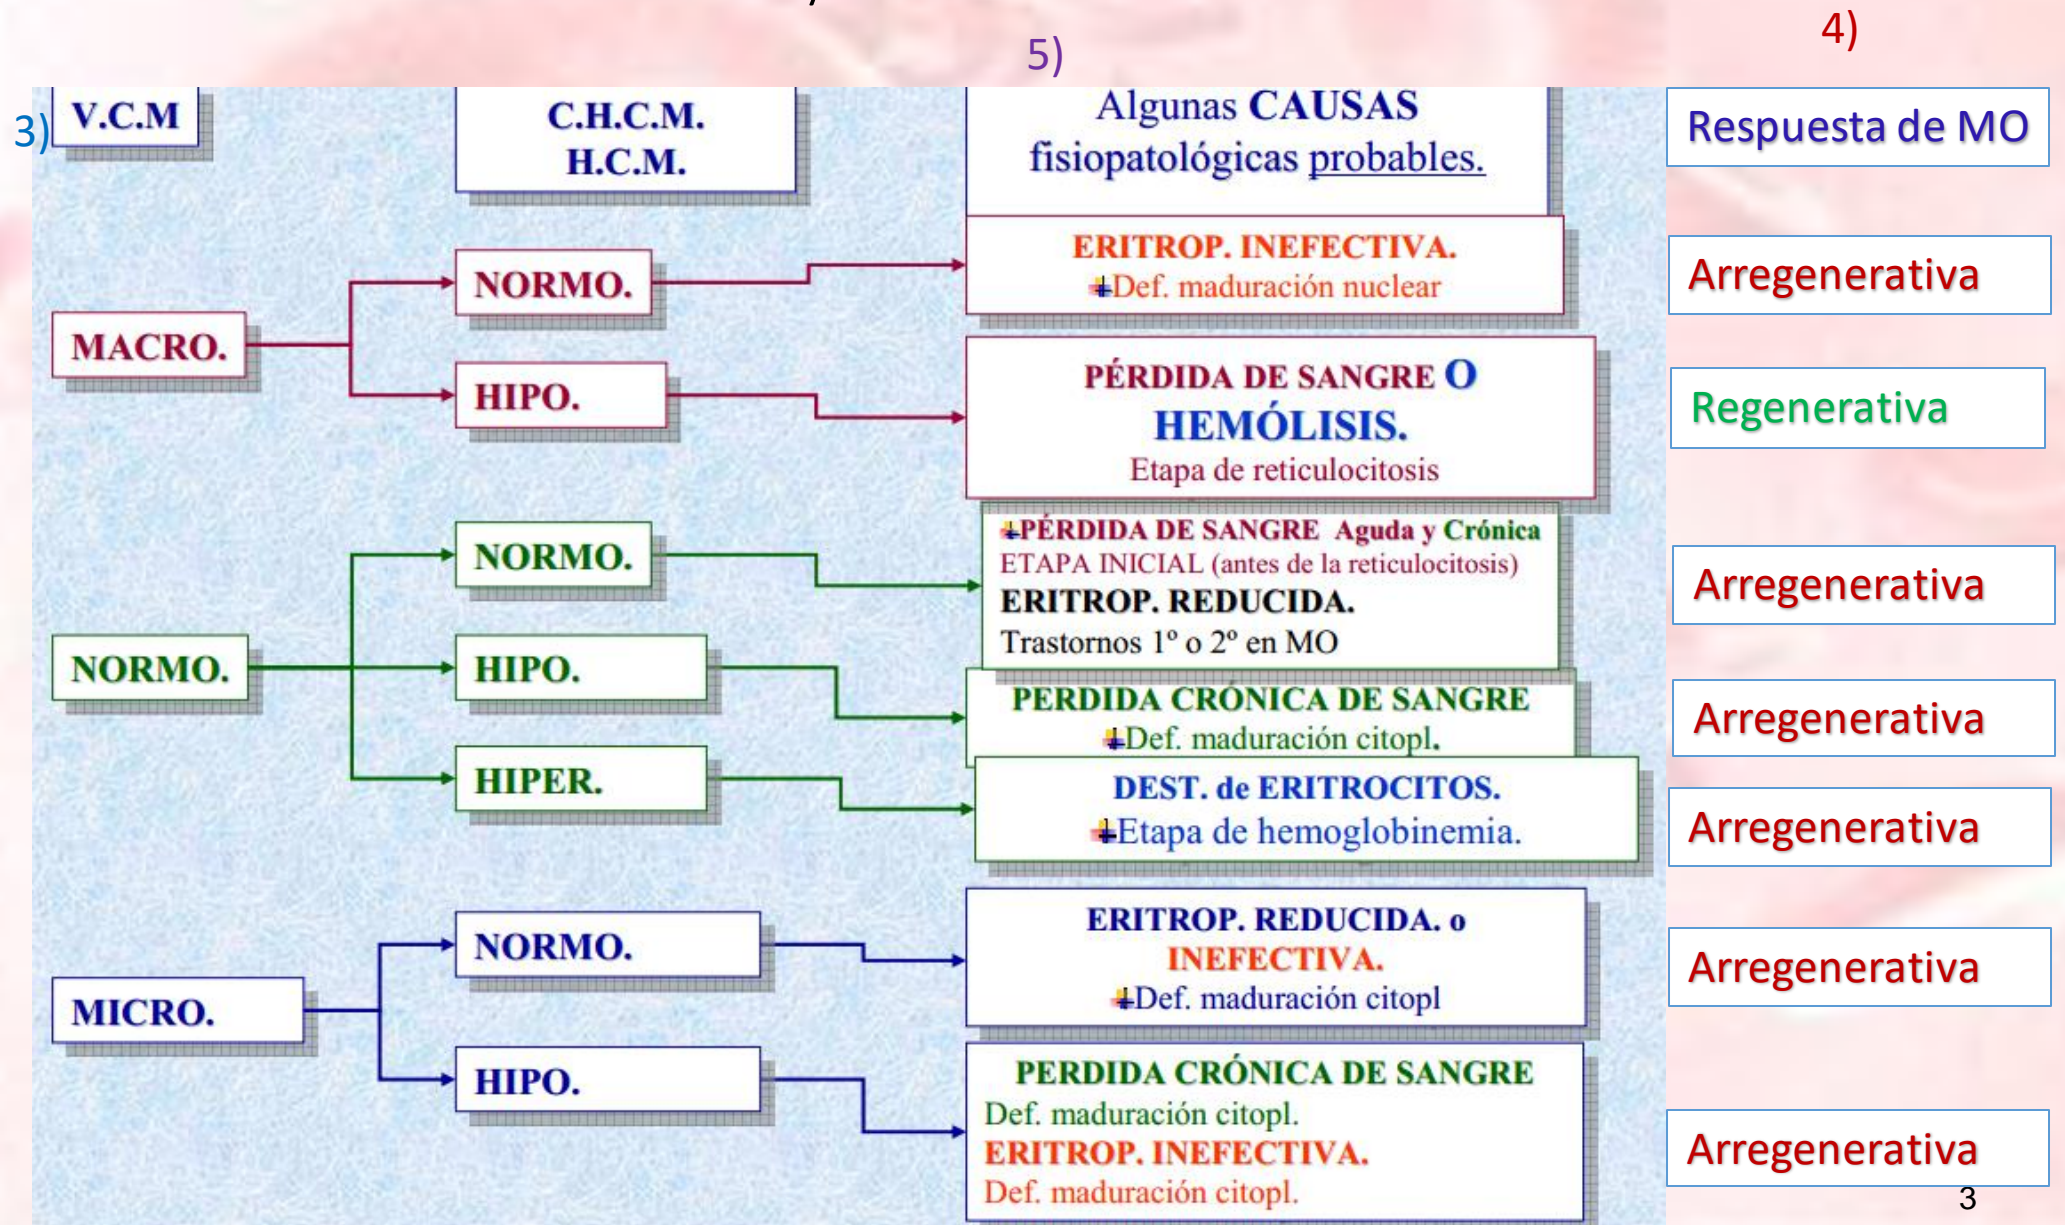 5)
4)
3)
V.C.M
C.H.C.M.
H.C.M.
Algunas CAUSAS
fisiopatológicas probables.
Respuesta de MO
MACRO.
NORMO.
ERITROP. INEFECTIVA.
Def. maduración nuclear
Arregenerativa
HIPO.
PÉRDIDA DE SANGRE O
HEMÓLISIS.
Etapa de reticulocitosis
Regenerativa
NORMO.
NORMO.
PÉRDIDA DE SANGRE Aguda y Crónica
ETAPA INICIAL (antes de la reticulocitosis)
ERITROP. REDUCIDA.
Trastornos 1º o 2º en MO
Arregenerativa
HIPO.
PERDIDA CRÓNICA DE SANGRE
Def. maduración citopl.
Arregenerativa
HIPER.
DEST. de ERITROCITOS.
Etapa de hemoglobinemia.
Arregenerativa
MICRO.
NORMO.
ERITROP. REDUCIDA. o
INEFECTIVA.
Def. maduración citopl
Arregenerativa
HIPO.
PERDIDA CRÓNICA DE SANGRE
Def. maduración citopl.
ERITROP. INEFECTIVA.
Def. maduración citopl.
Arregenerativa
3